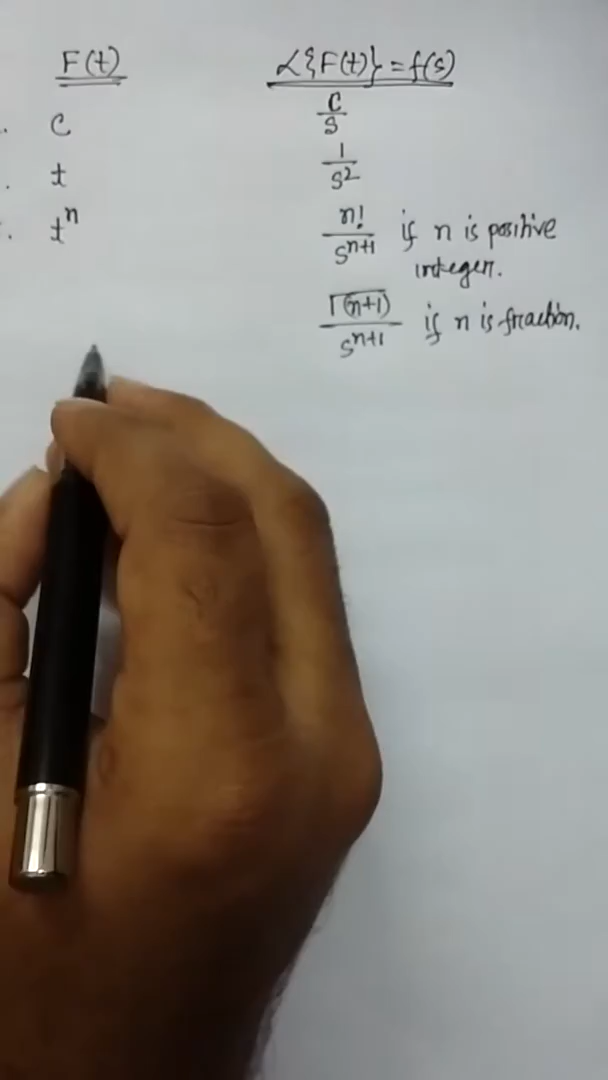 F(t) ℒ{F(t)} = f(s)
. c c/s
. t 1/s²
. tⁿ n!/sⁿ⁺¹ if n is positive
integer.
Γ(n+1)/sⁿ⁺¹ if n is fraction.